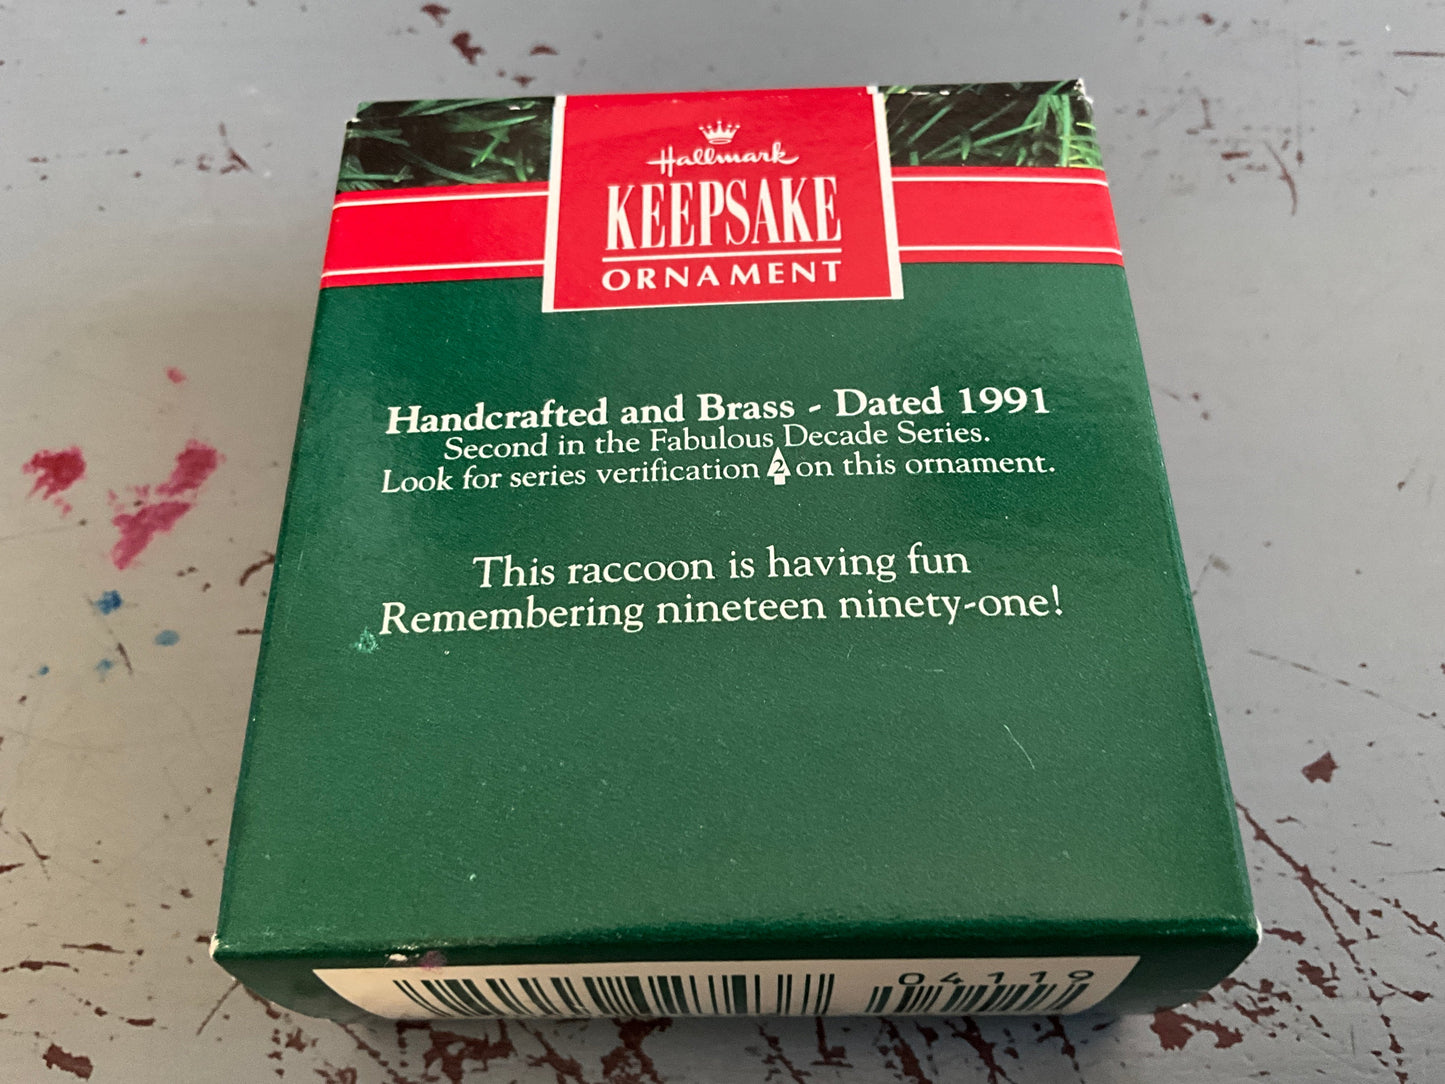 Hallmark
KEEPSAKE
ORNAMENT
Handcrafted and Brass - Dated 1991
Second in the Fabulous Decade Series.
Look for series verification 2 on this ornament.
This raccoon is having fun
Remembering nineteen ninety-one!
04119